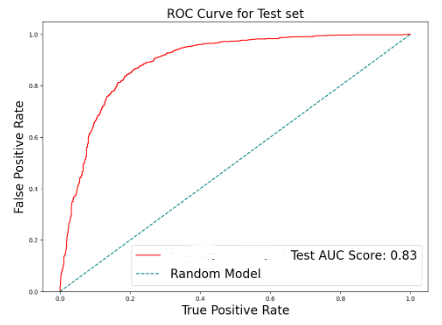 ROC Curve for Test set
1.0
0.8
0.6
0.4
0.2
0.0
False Positive Rate
0.0 0.2 0.4 0.6 0.8 1.0
True Positive Rate
Test AUC Score: 0.83
Random Model